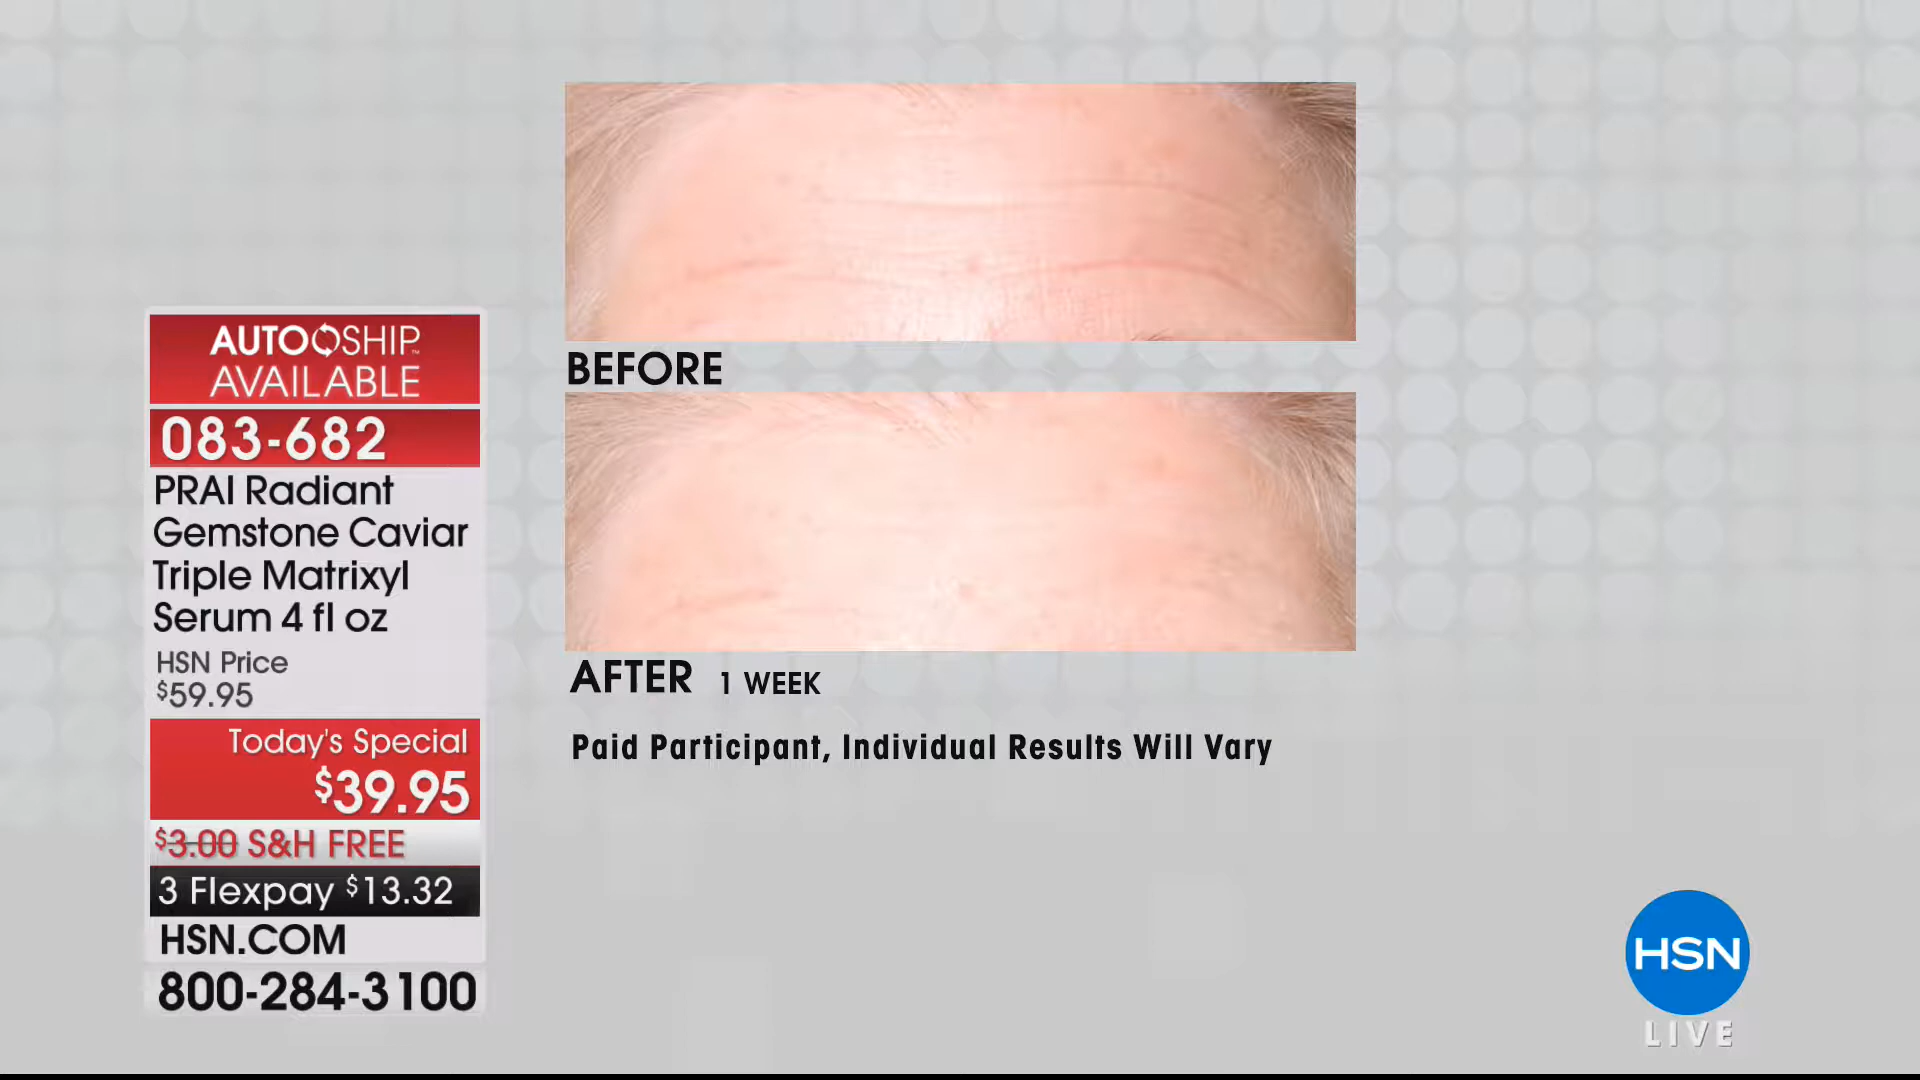 AUTOSHIP™
AVAILABLE
083-682
PRAI Radiant
Gemstone Caviar
Triple Matrixyl
Serum 4 fl oz
HSN Price
$59.95
Today's Special
$39.95
$3.00 S&H FREE
3 Flexpay $13.32
HSN.COM
800-284-3100
BEFORE
AFTER 1 WEEK
Paid Participant, Individual Results Will Vary
HSN
LIVE